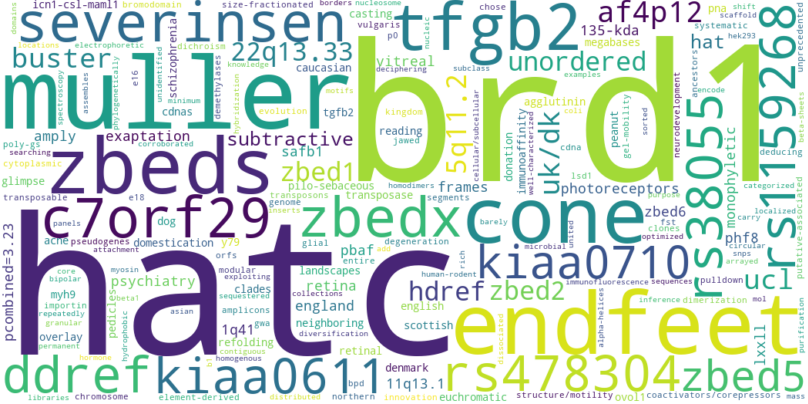 severinsen
tfgb2
af4p12
22q13.33
135-kda
hat
buster
unordered
muller
brd1
vitreal
5q11.2
uk/dk
rs38055
rs11159268
agglutinin
peanut
amply
exaptation
subtractive
safb1
reading
frames
photoreceptors
zbeds
zbed1
c7orf29
zbedx
cone
zbed6
phf8
hatc
kiaa0710
ucl
pbaf
psychiatry
retina
hdref
zbed2
england
neighboring
endfeet
1q41
myh9
overlay
refolding
retinal
scottish
english
pcombined=3.23
ddref
kiaa0611
rs478304
zbed5
denmark
11q13.1
lxxll
ovol1
euchromatic
structure/motility
coactivators/corepressors
icn1-csl-maml1
bromodomain
size-fractionated
borders
nucleosome
casting
vulgaris
chose
pna
systematic
scaffold
hek293
megabases
schizophrenia
dichroism
demethylases
caucasian
electrophoretic
locations
domains
spectroscopy
phylogenetically
assembles
unidentified
minimum
hybridization
knowledge
evolution
motifs
tgfb2
cdnas
e16
p0
deciphering
nucleic
subclass
kingdom
jawed
cellular/subcellular
immunoaffinity
well-characterized
donation
examples
coli
cdna
gel-mobility
sorted
lsd1
neurodevelopment
ancestors
encode
monophyletic
categorized
deducing
beta-sheets
putative-associated
unprecedented
poly-gs
corroborated
searching
cytoplasmic
glimpse
transposable
e18
panels
pseudogenes
attachment
ache
domestication
y79
dog
pilo-sebaceous
homodimers
transposons
transposase
segments
genome
inserts
glial
degeneration
barely
rich
fst
clones
purpose
localized
carry
optimized
circular
snps
arrayed
pulldown
core
bipolar
repeatedly
granular
permanent
importin
beta1
myosin
orfs
modular
exploiting
clades
landscapes
entire
add
microbial
united
human-rodent
immunofluorescence
sequences
inference
dimerization
mol
purification
pedicles
hydrophobic
amplicons
sequestered
collections
asian
gwa
diversification
contiguous
homogenous
hormone
dissociated
alpha-helices
libraries
chromosome
element-derived
bpd
distributed
northern
innovation
mass